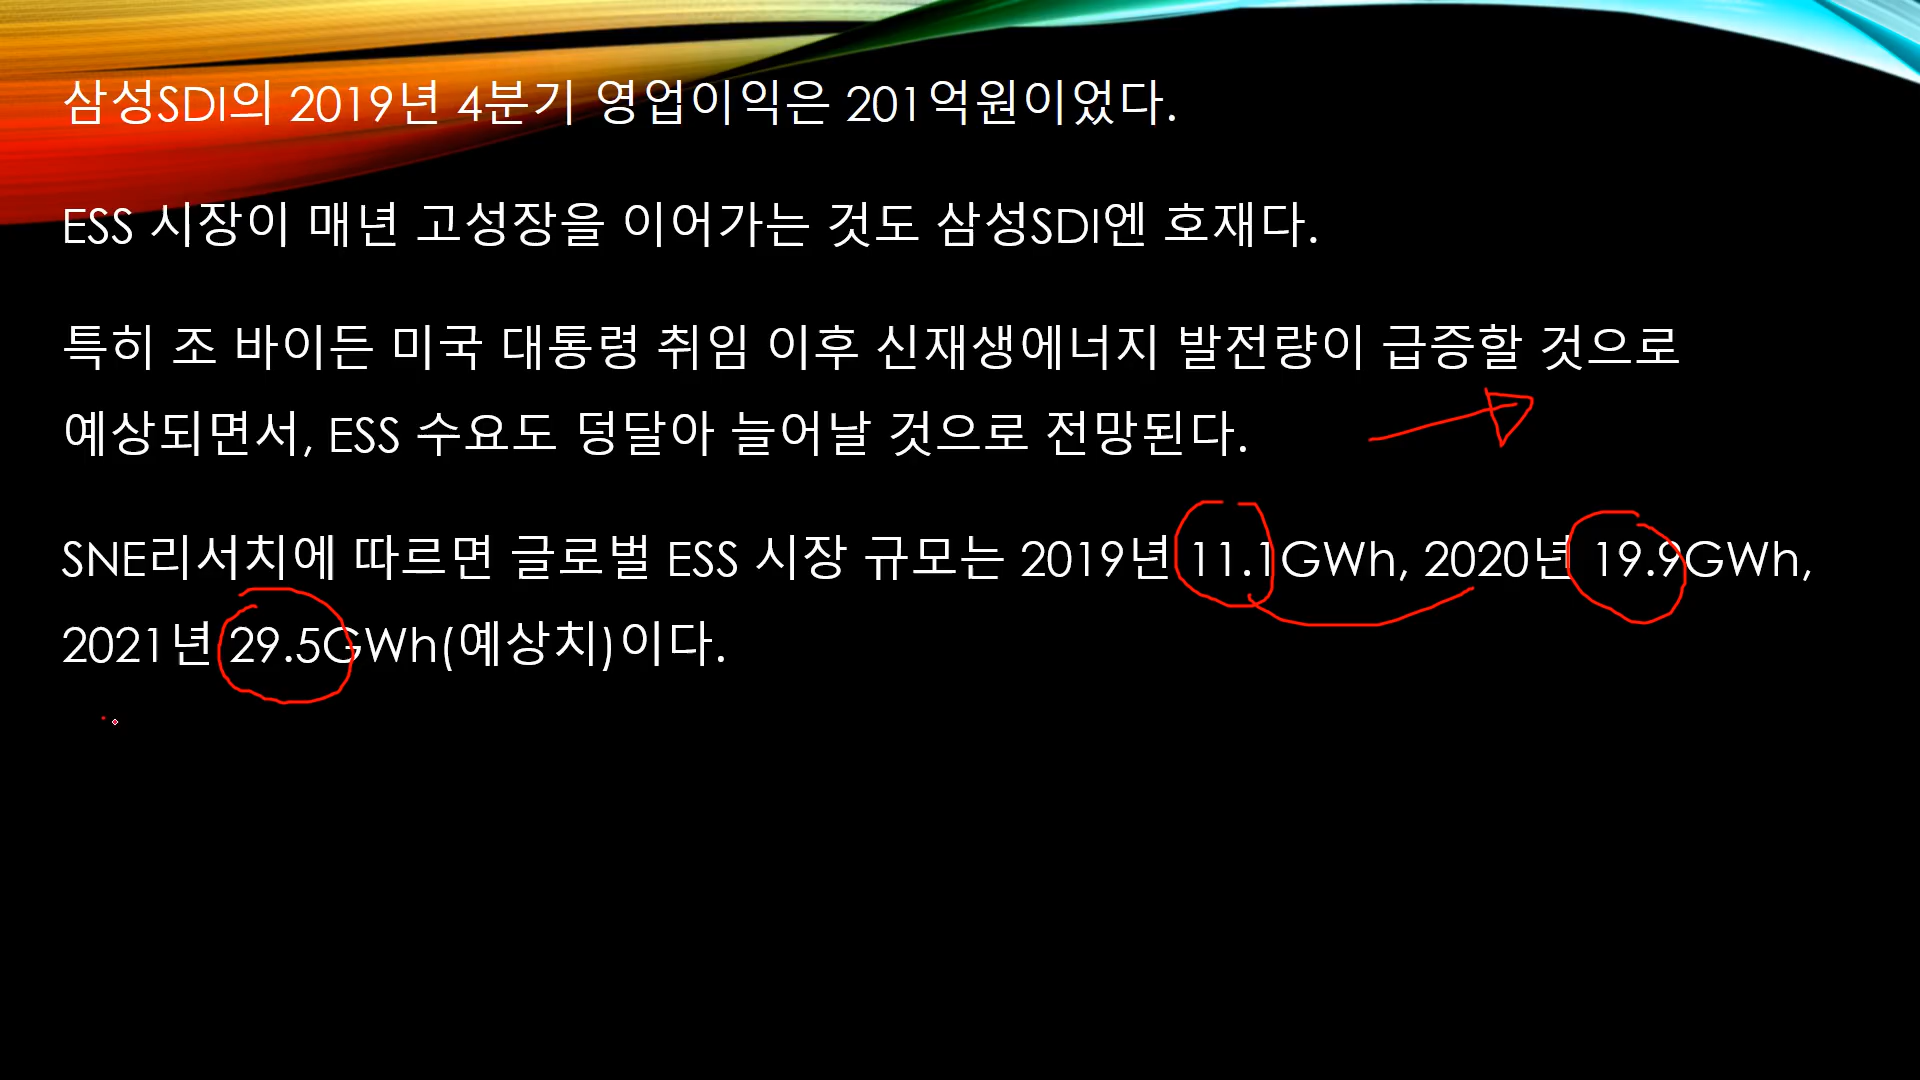 삼성SDI의 2019년 4분기 영업이익은 201억원이었다.
ESS 시장이 매년 고성장을 이어가는 것도 삼성SDI엔 호재다.
특히 조 바이든 미국 대통령 취임 이후 신재생에너지 발전량이 급증할 것으로
예상되면서, ESS 수요도 덩달아 늘어날 것으로 전망된다.
SNE리서치에 따르면 글로벌 ESS 시장 규모는 2019년 11.1GWh, 2020년 19.9GWh,
2021년 29.5GWh(예상치)이다.